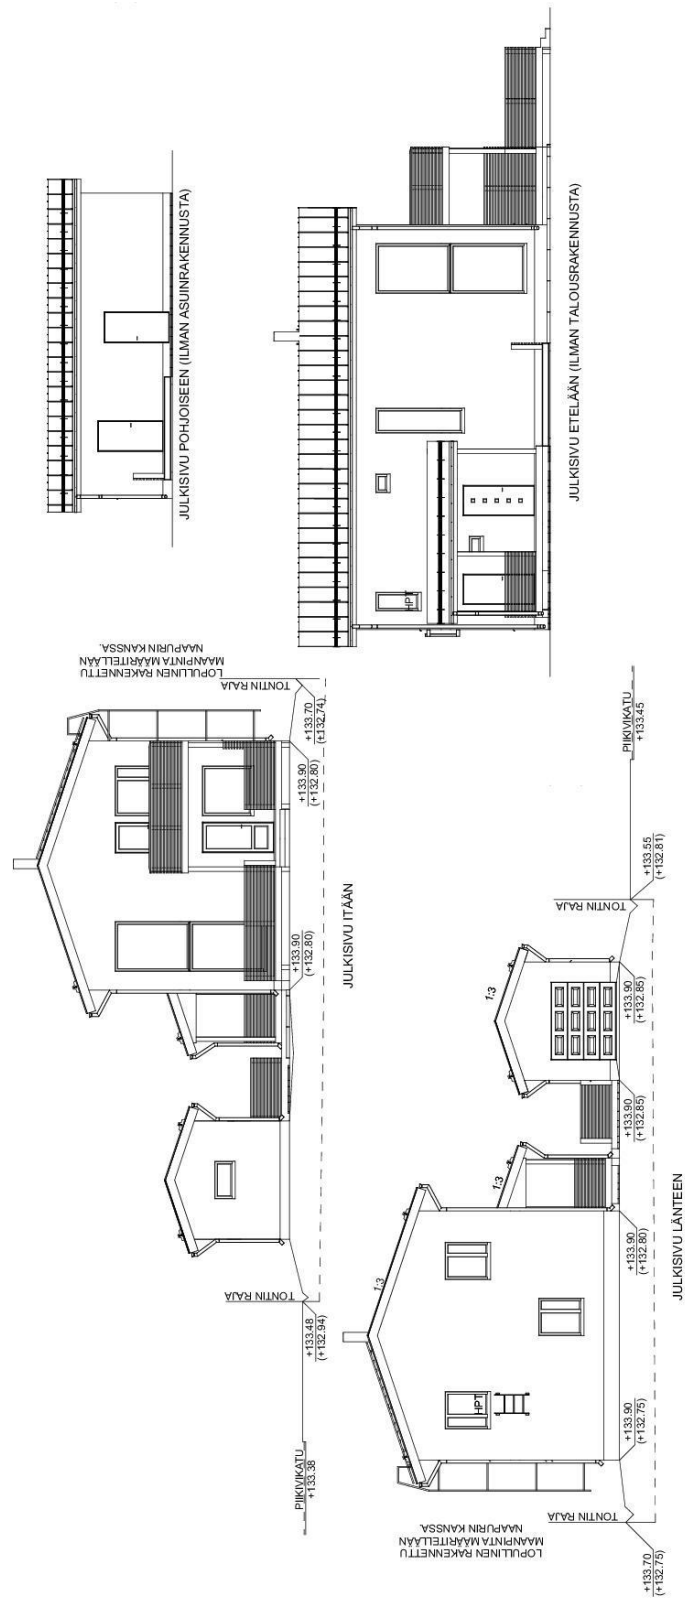 JULKISIVU POHJOISEEN (ILMAN ASUINRAKENNUSTA)
HPT
JULKISIVU ETELÄÄN (ILMAN TALOUSRAKENNUSTA)
PIIKIVIKATU
+133.38
+133.48
(+132.94)
TONTIN RAJA
+133.90
(+132.80)
+133.90
(+132.80)
+133.70
(+132.74)
TONTIN RAJA
LOPULLINEN RAKENNETTU
MAANPINTA MÄÄRITELLÄÄN
NAAPURIN KANSSA.
JULKISIVU ITÄÄN
LOPULLINEN RAKENNETTU
MAANPINTA MÄÄRITELLÄÄN
NAAPURIN KANSSA.
TONTIN RAJA
+133.70
(+132.75)
+133.90
(+132.75)
HPT
1:3
+133.90
(+132.80)
1:3
+133.90
(+132.85)
1:3
+133.90
(+132.85)
TONTIN RAJA
+133.55
(+132.81)
PIIKIVIKATU
+133.45
JULKISIVU LÄNTEEN